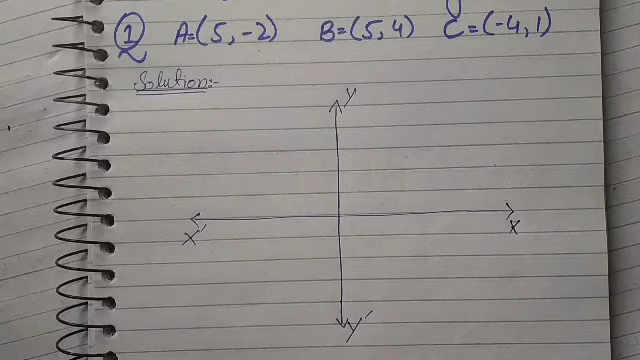 ① A=(5,-2) B=(5,4) C=(-4,1)
Solution:-
Y
X' X
Y'